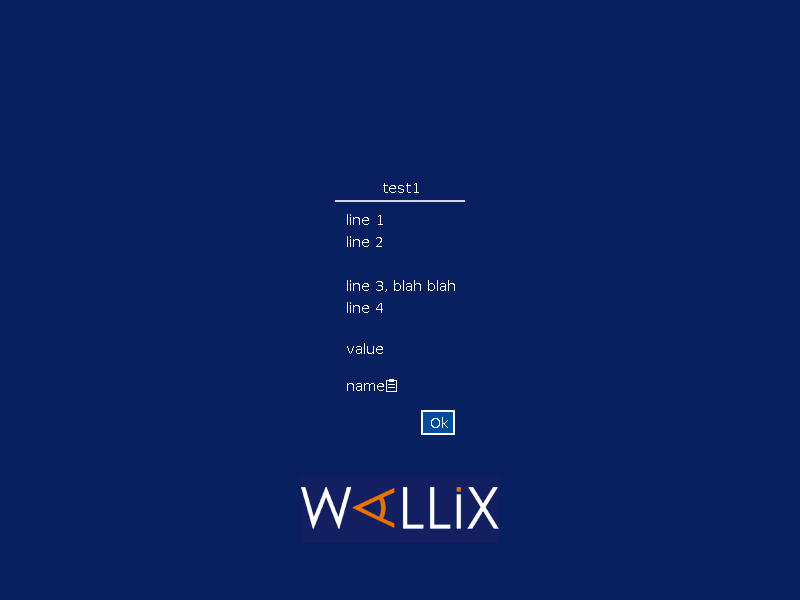 test1
line 1
line 2
line 3, blah blah
line 4
value
name
Ok
WALLiX